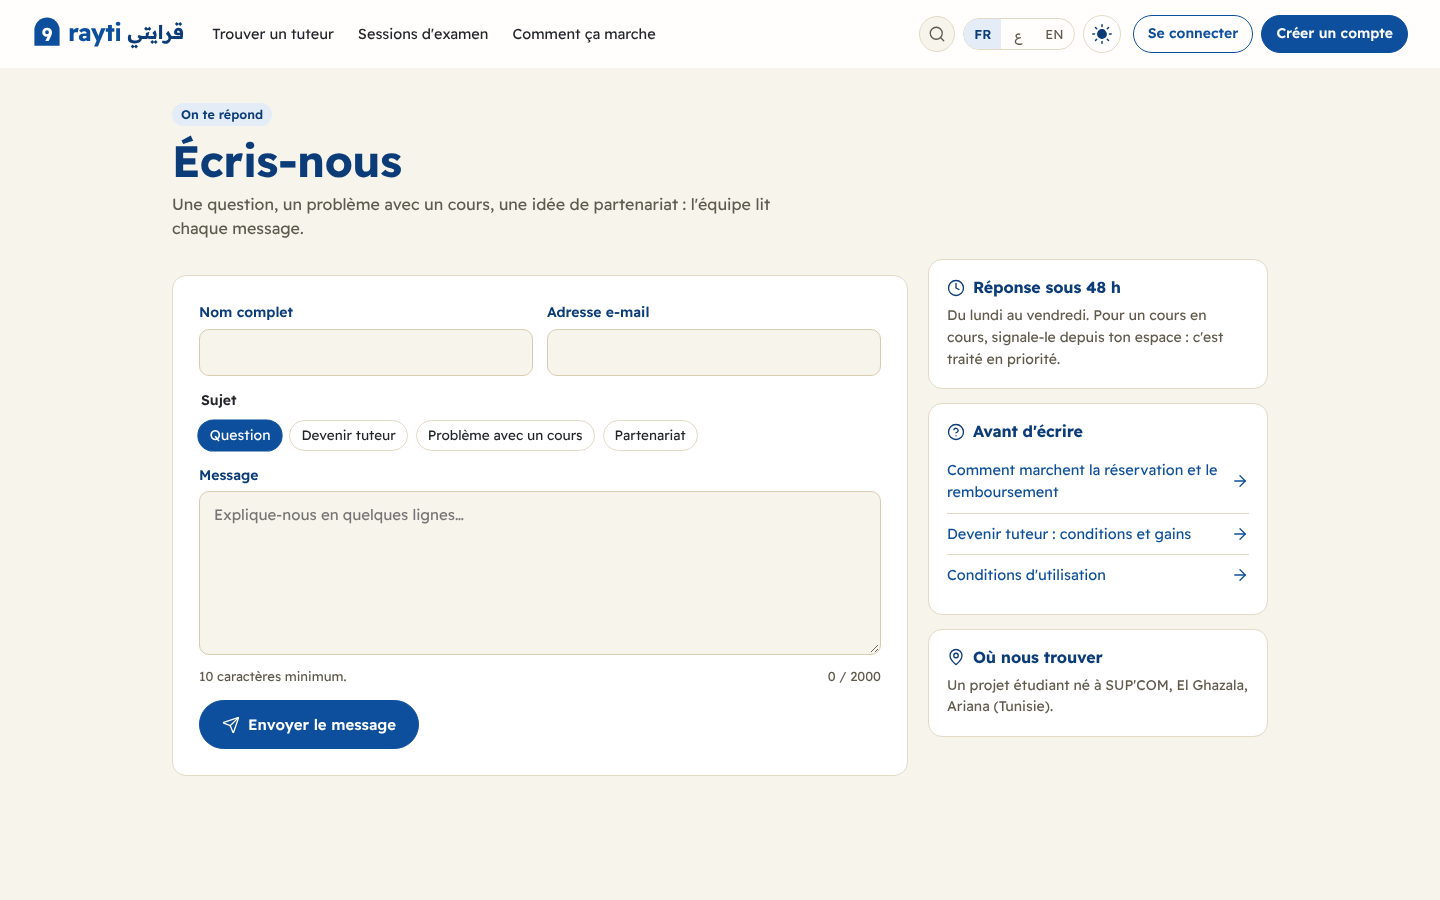 9 rayti قرايتي
Trouver un tuteur
Sessions d'examen
Comment ça marche
FR
ع
EN
Se connecter
Créer un compte
On te répond
Écris-nous
Une question, un problème avec un cours, une idée de partenariat : l'équipe lit
chaque message.
Nom complet
Adresse e-mail
Sujet
Question
Devenir tuteur
Problème avec un cours
Partenariat
Message
Explique-nous en quelques lignes…
10 caractères minimum.
0 / 2000
Envoyer le message
Réponse sous 48 h
Du lundi au vendredi. Pour un cours en
cours, signale-le depuis ton espace : c'est
traité en priorité.
Avant d'écrire
Comment marchent la réservation et le
remboursement
Devenir tuteur : conditions et gains
Conditions d'utilisation
Où nous trouver
Un projet étudiant né à SUP'COM, El Ghazala,
Ariana (Tunisie).